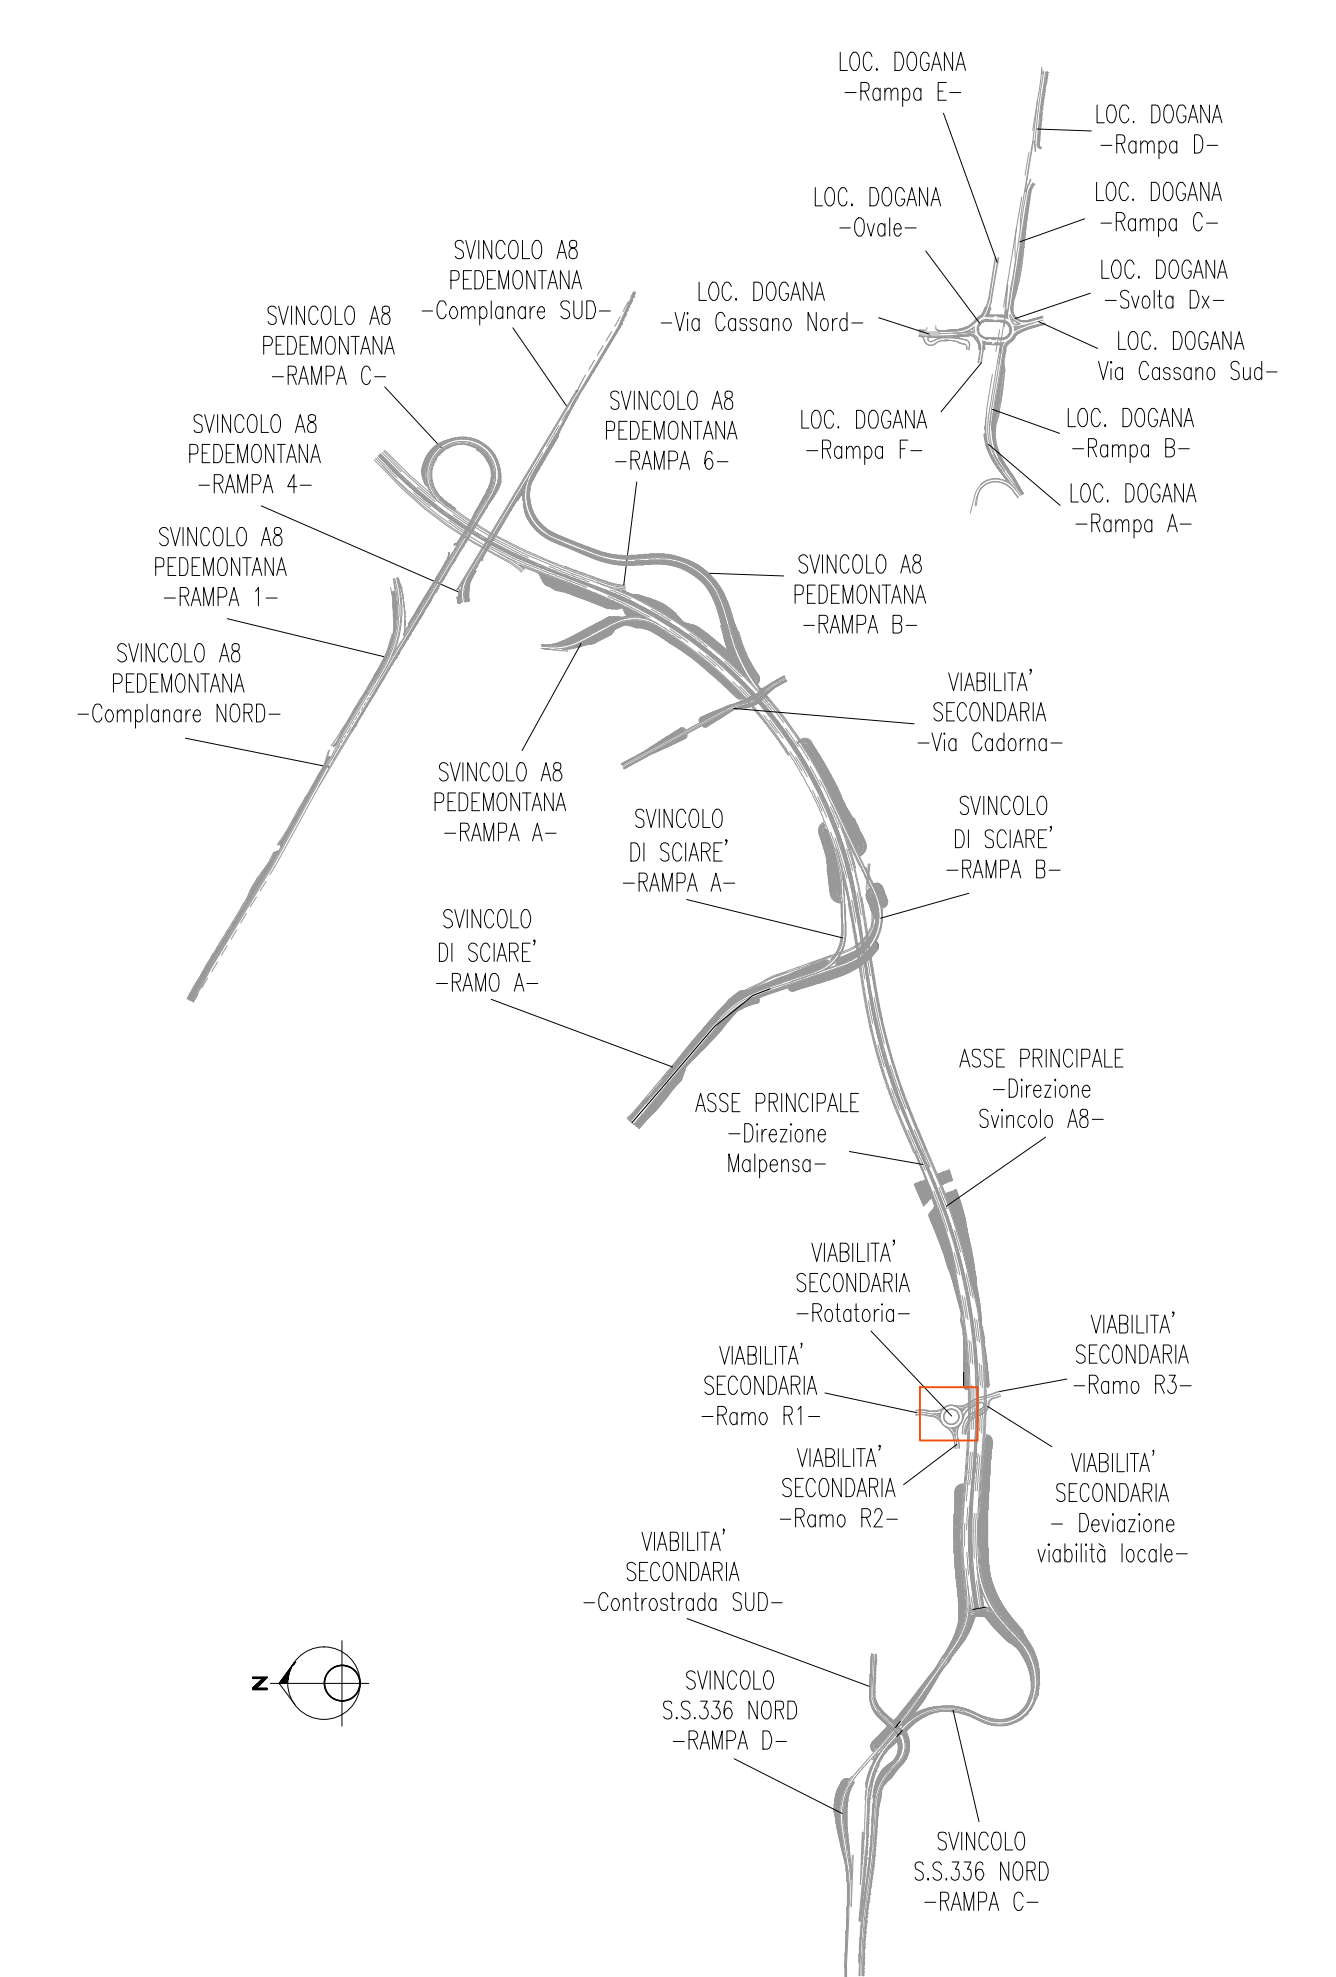 LOC. DOGANA
-Rampa E-
LOC. DOGANA
-Rampa D-
LOC. DOGANA
-Ovale-
LOC. DOGANA
-Rampa C-
SVINCOLO A8
PEDEMONTANA
-Complanare SUD-
LOC. DOGANA
-Svolta Dx-
LOC. DOGANA
-Via Cassano Nord-
SVINCOLO A8
PEDEMONTANA
-RAMPA C-
LOC. DOGANA
Via Cassano Sud-
SVINCOLO A8
PEDEMONTANA
-RAMPA 6-
LOC. DOGANA
-Rampa F-
LOC. DOGANA
-Rampa B-
SVINCOLO A8
PEDEMONTANA
-RAMPA 4-
LOC. DOGANA
-Rampa A-
SVINCOLO A8
PEDEMONTANA
-RAMPA 1-
SVINCOLO A8
PEDEMONTANA
-RAMPA B-
SVINCOLO A8
PEDEMONTANA
-Complanare NORD-
VIABILITA'
SECONDARIA
-Via Cadorna-
SVINCOLO A8
PEDEMONTANA
-RAMPA A-
SVINCOLO
DI SCIARE'
-RAMPA A-
SVINCOLO
DI SCIARE'
-RAMPA B-
SVINCOLO
DI SCIARE'
-RAMO A-
ASSE PRINCIPALE
-Direzione
Svincolo A8-
ASSE PRINCIPALE
-Direzione
Malpensa-
VIABILITA'
SECONDARIA
-Rotatoria-
VIABILITA'
SECONDARIA
-Ramo R3-
VIABILITA'
SECONDARIA
-Ramo R1-
VIABILITA'
SECONDARIA
-Ramo R2-
VIABILITA'
SECONDARIA
- Deviazione
viabilità locale-
VIABILITA'
SECONDARIA
-Controstrada SUD-
N
SVINCOLO
S.S.336 NORD
-RAMPA D-
SVINCOLO
S.S.336 NORD
-RAMPA C-